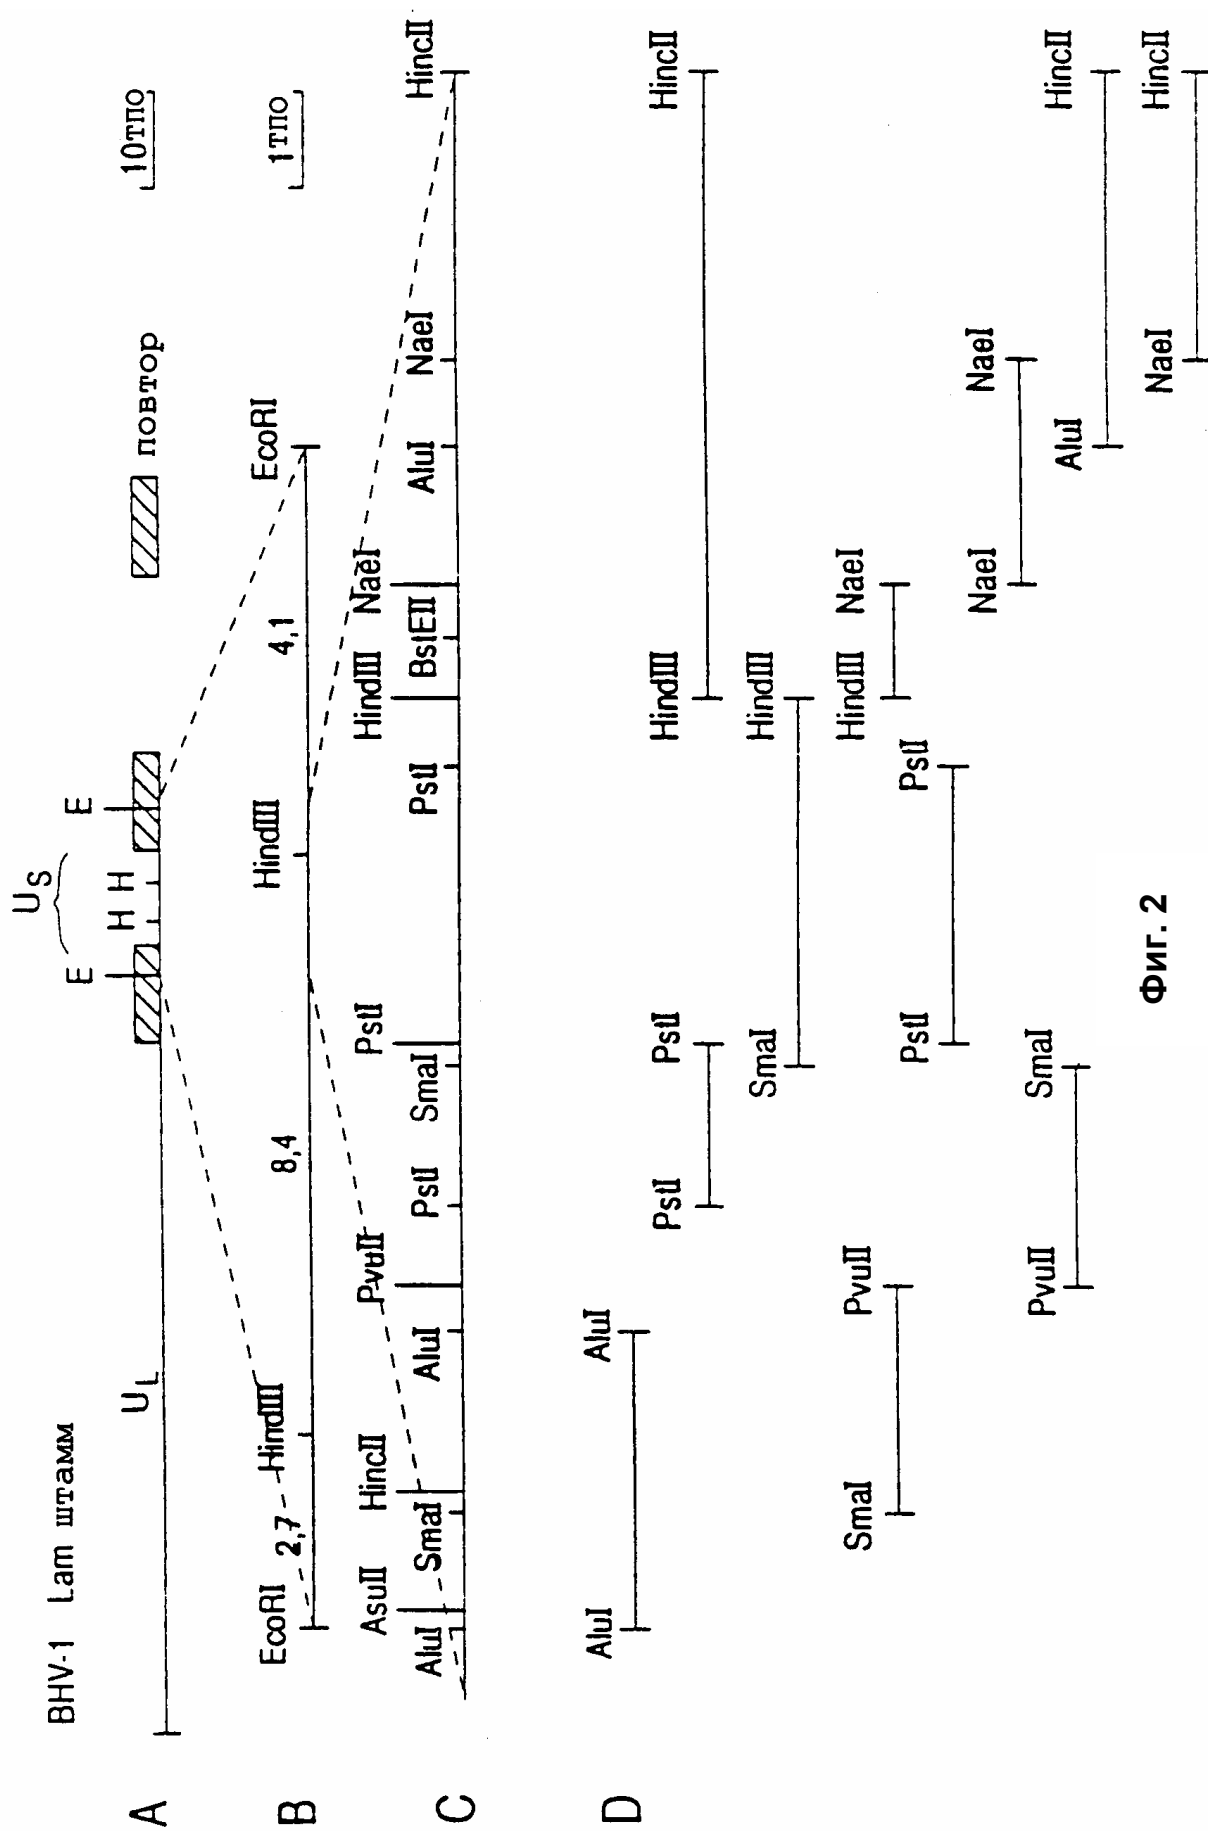 BHV-1 Lam штамм
A
U L
E
H H
E
U S
повтор
10тпо
B
EcoRI
2,7
HindIII
8,4
HindIII
4,1
EcoRI
1тпо
C
AsuII
HincII
PvuII
PstI
HindIII
NaeI
AluI
SmaI
AluI
PstI
SmaI
PstI
BstEII
AluI
NaeI
HincII
D
AluI
AluI
PstI
PstI
HindIII
HincII
SmaI
HindIII
SmaI
PvuII
HindIII
NaeI
PstI
PstI
NaeI
NaeI
PvuII
SmaI
AluI
HincII
NaeI
HincII
Фиг. 2